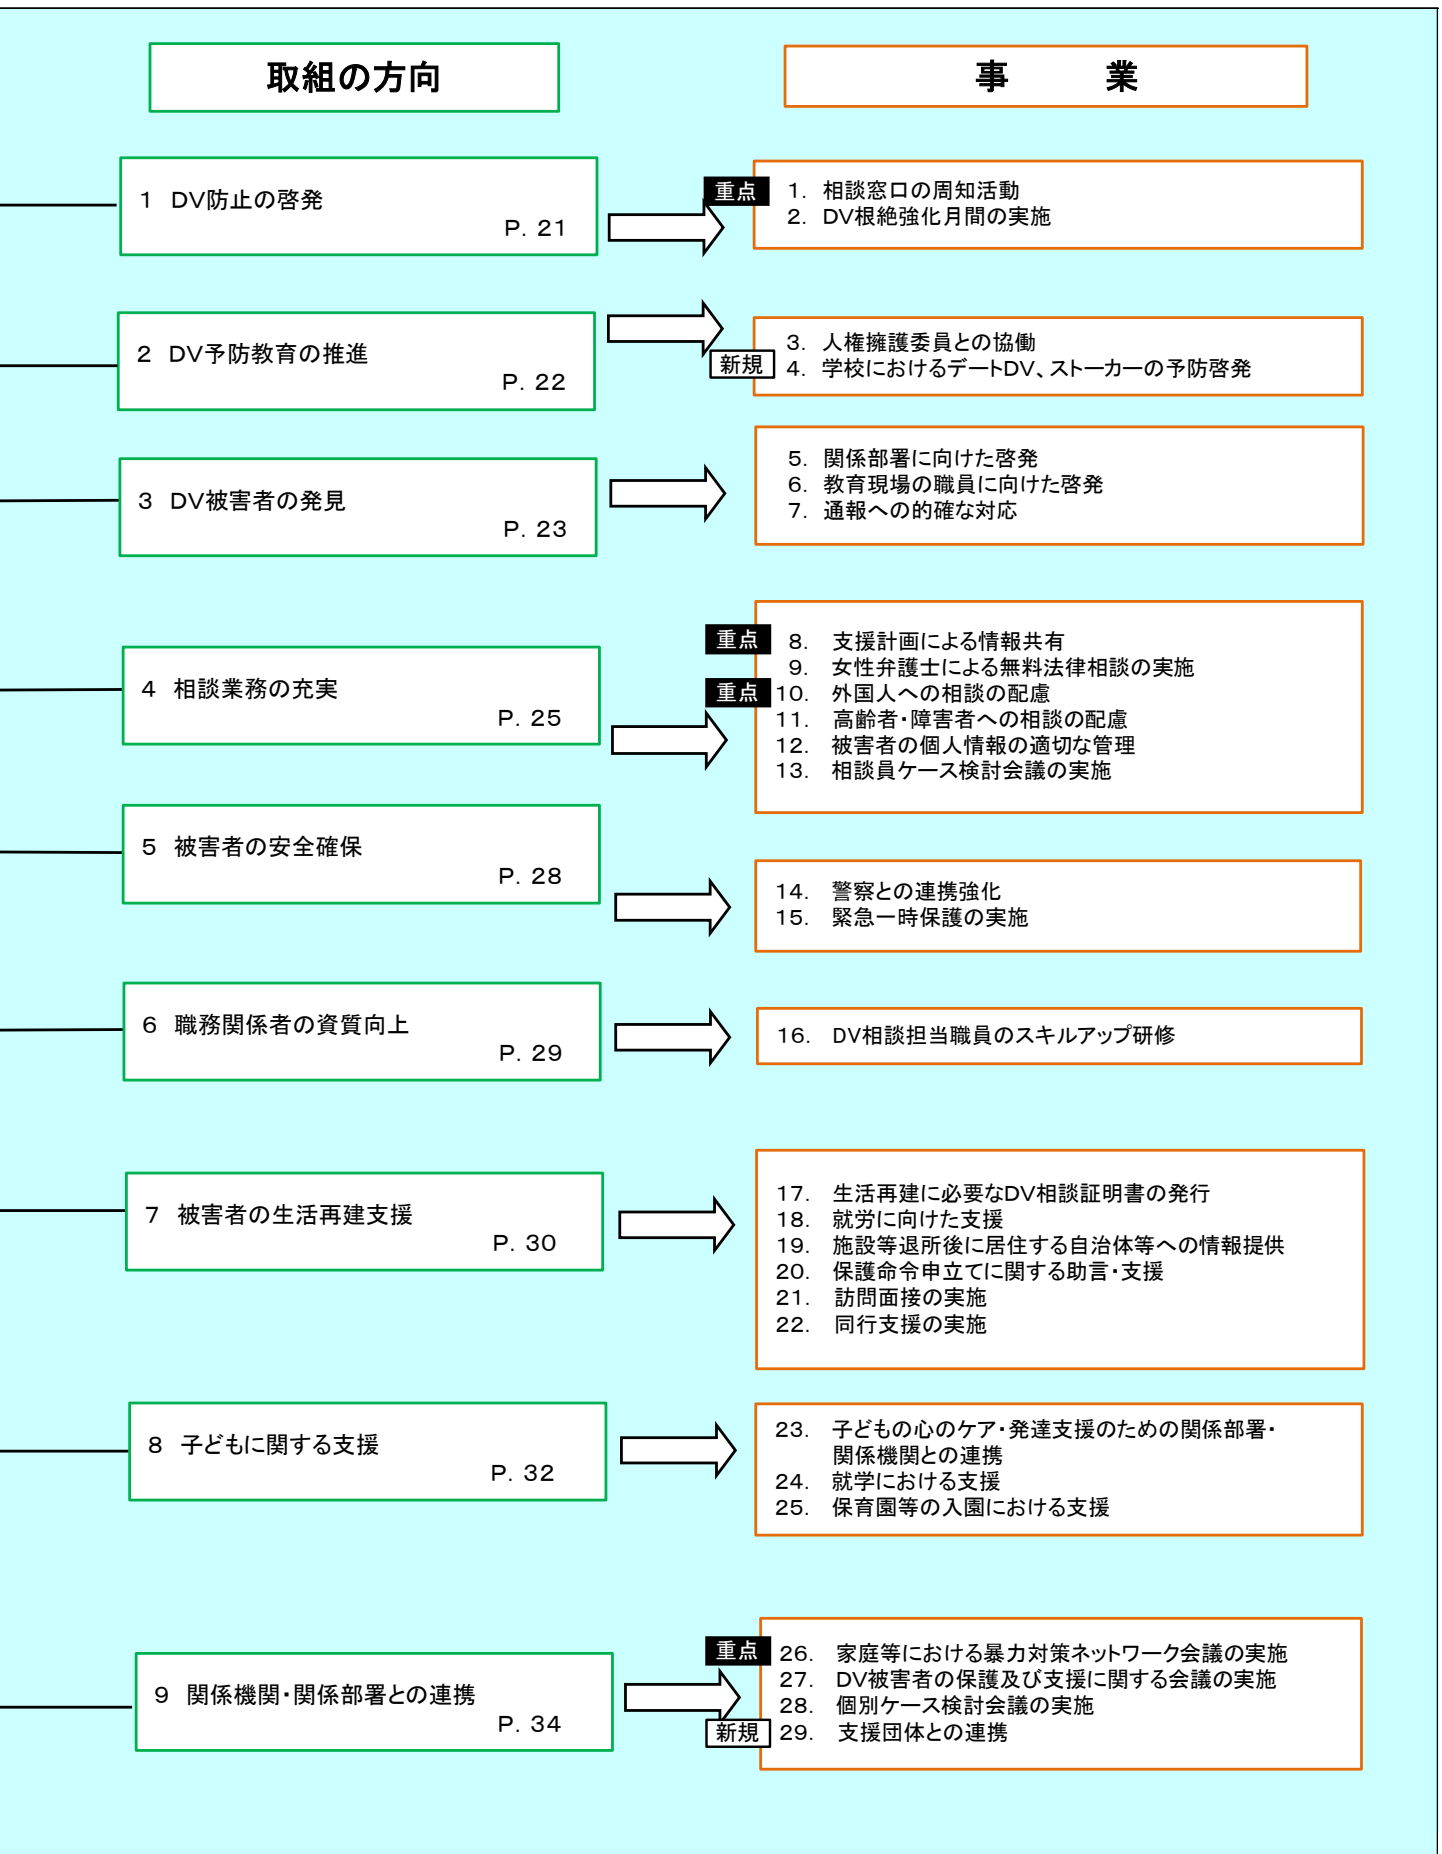 取組の方向
事　　業
1 DV防止の啓発
P. 21
重点
1. 相談窓口の周知活動
2. DV根絶強化月間の実施
2 DV予防教育の推進
P. 22
3. 人権擁護委員との協働
新規
4. 学校におけるデートDV、ストーカーの予防啓発
3 DV被害者の発見
P. 23
5. 関係部署に向けた啓発
6. 教育現場の職員に向けた啓発
7. 通報への的確な対応
4 相談業務の充実
P. 25
重点
8. 支援計画による情報共有
9. 女性弁護士による無料法律相談の実施
重点
10. 外国人への相談の配慮
11. 高齢者・障害者への相談の配慮
12. 被害者の個人情報の適切な管理
13. 相談員ケース検討会議の実施
5 被害者の安全確保
P. 28
14. 警察との連携強化
15. 緊急一時保護の実施
6 職務関係者の資質向上
P. 29
16. DV相談担当職員のスキルアップ研修
7 被害者の生活再建支援
P. 30
17. 生活再建に必要なDV相談証明書の発行
18. 就労に向けた支援
19. 施設等退所後に居住する自治体等への情報提供
20. 保護命令申立てに関する助言・支援
21. 訪問面接の実施
22. 同行支援の実施
8 子どもに関する支援
P. 32
23. 子どもの心のケア・発達支援のための関係部署・
関係機関との連携
24. 就学における支援
25. 保育園等の入園における支援
9 関係機関・関係部署との連携
P. 34
重点
26. 家庭等における暴力対策ネットワーク会議の実施
27. DV被害者の保護及び支援に関する会議の実施
28. 個別ケース検討会議の実施
新規
29. 支援団体との連携